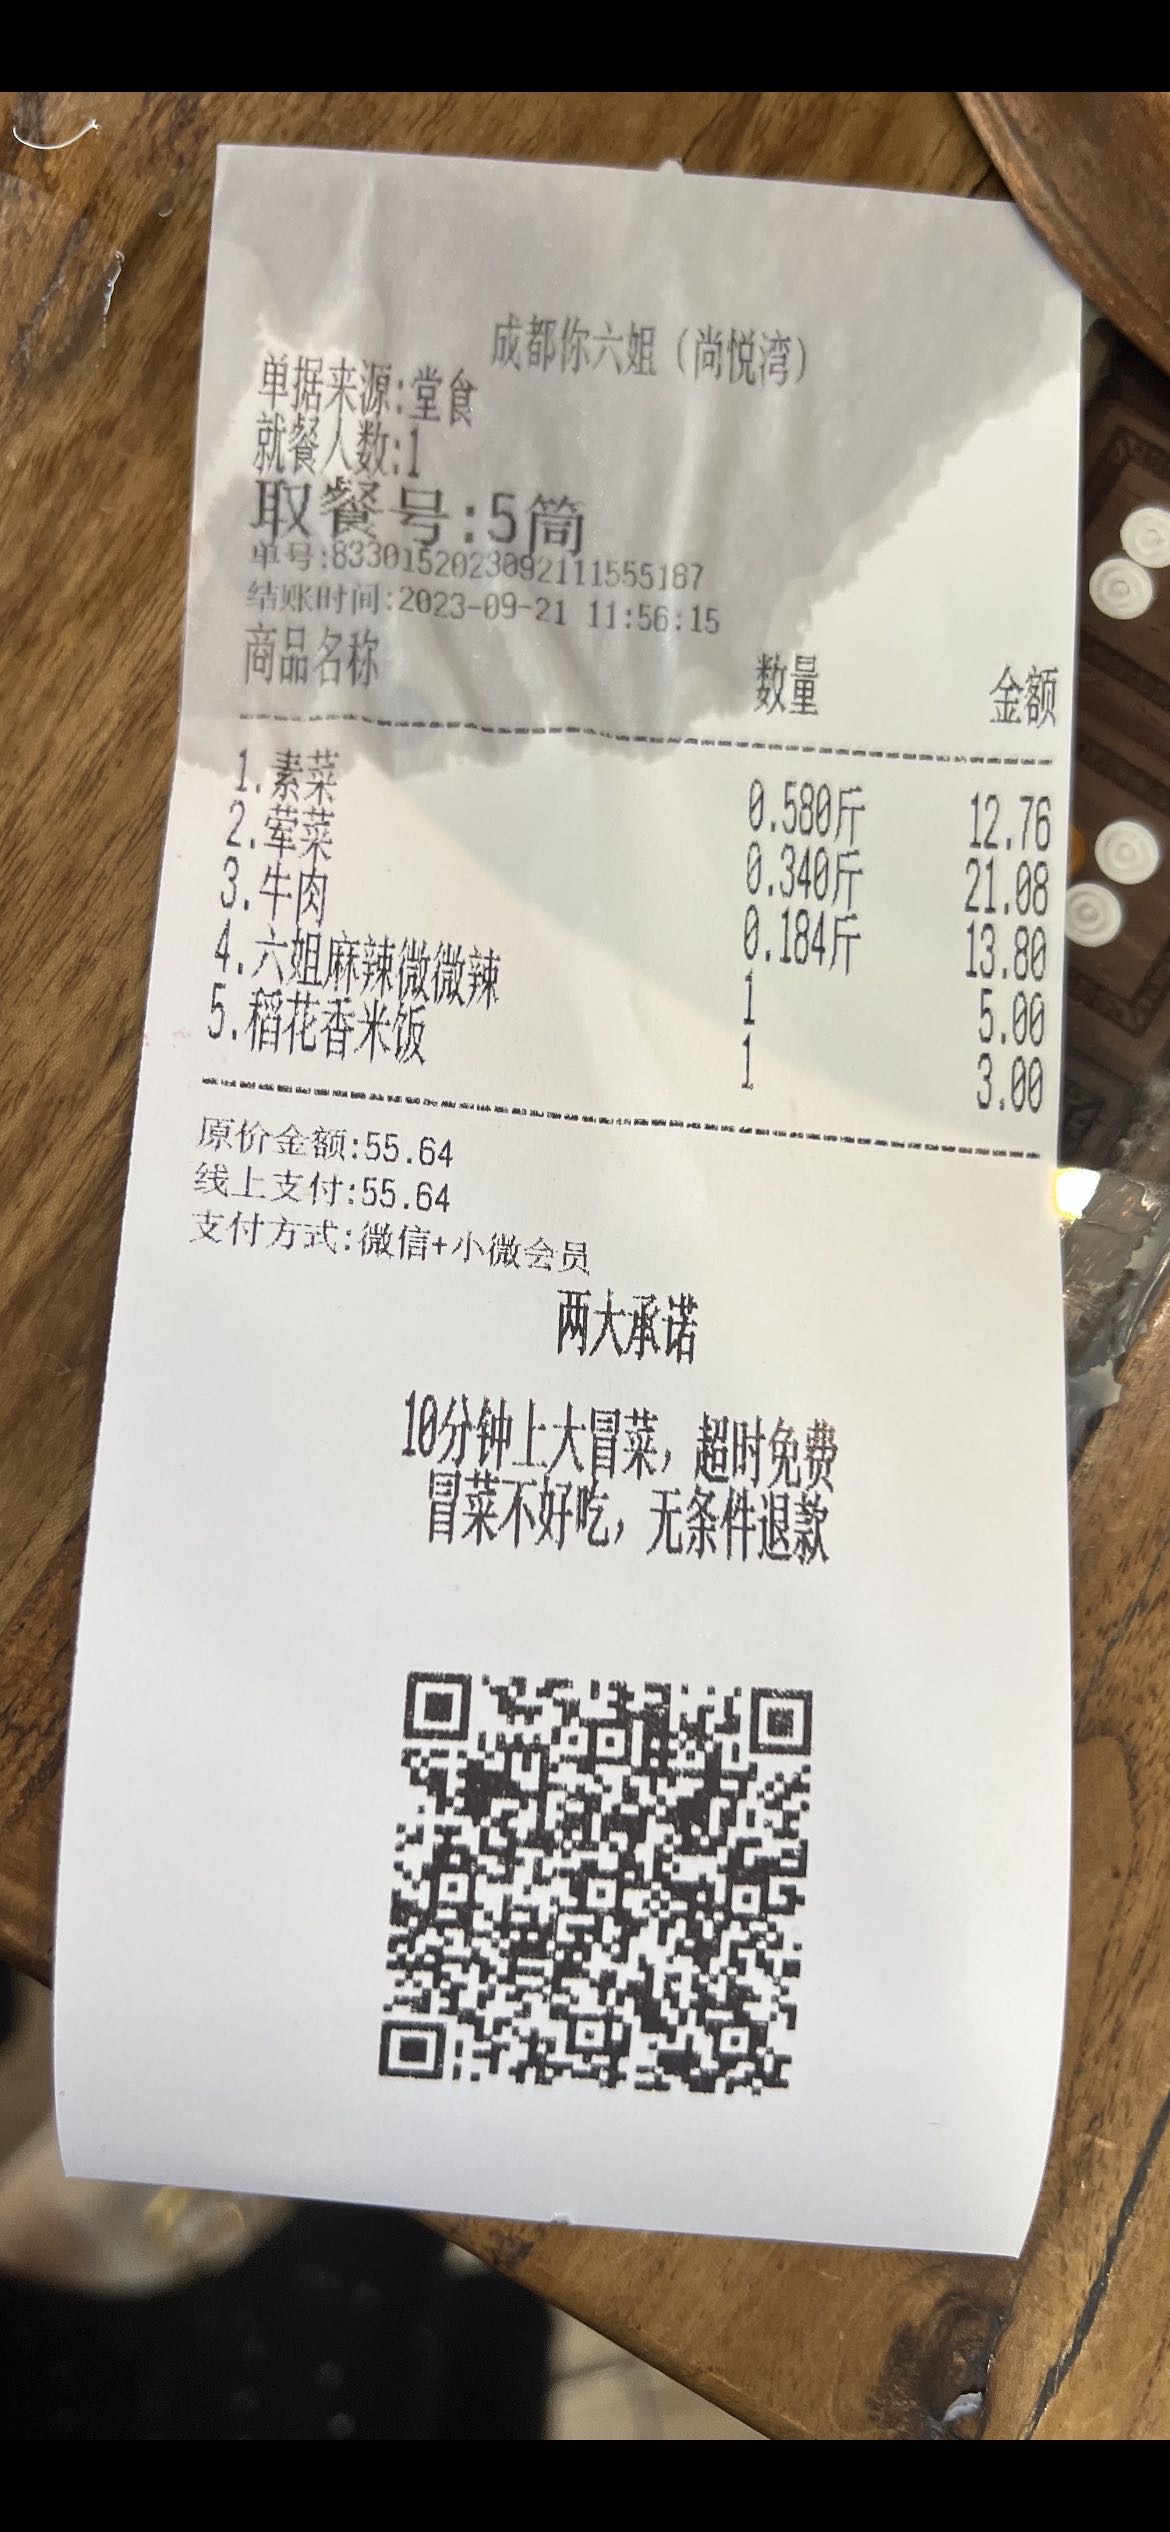 成都你六姐（尚悦湾）
单据来源:堂食
就餐人数:1
取餐号:5筒
单号:8330152023092111555187
结账时间:2023-09-21 11:56:15
商品名称 数量 金额
1.素菜 0.580斤 12.76
2.荤菜 0.340斤 21.08
3.牛肉 0.184斤 13.80
4.六姐麻辣微微辣 1 5.00
5.稻花香米饭 1 3.00
原价金额:55.64
线上支付:55.64
支付方式:微信+小微会员
两大承诺
10分钟上大冒菜，超时免费
冒菜不好吃，无条件退款